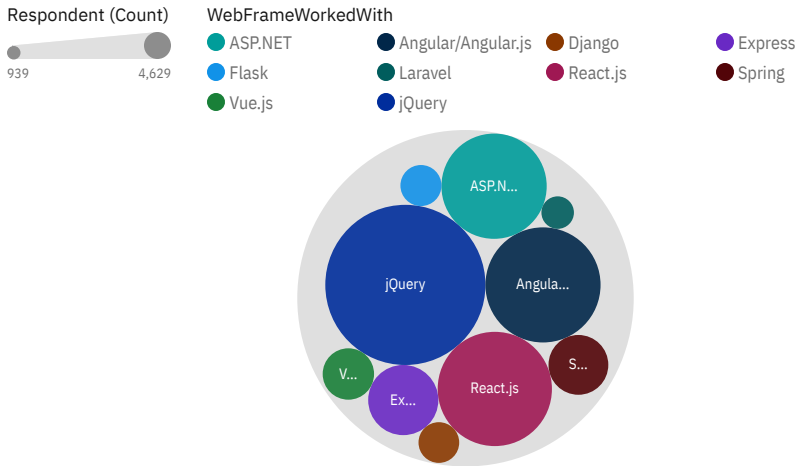 Respondent (Count)
939
4,629
WebFrameWorkedWith
ASP.NET
Angular/Angular.js
Django
Express
Flask
Laravel
React.js
Spring
Vue.js
jQuery
ASP.N...
jQuery
Angula...
S...
V...
React.js
Ex...